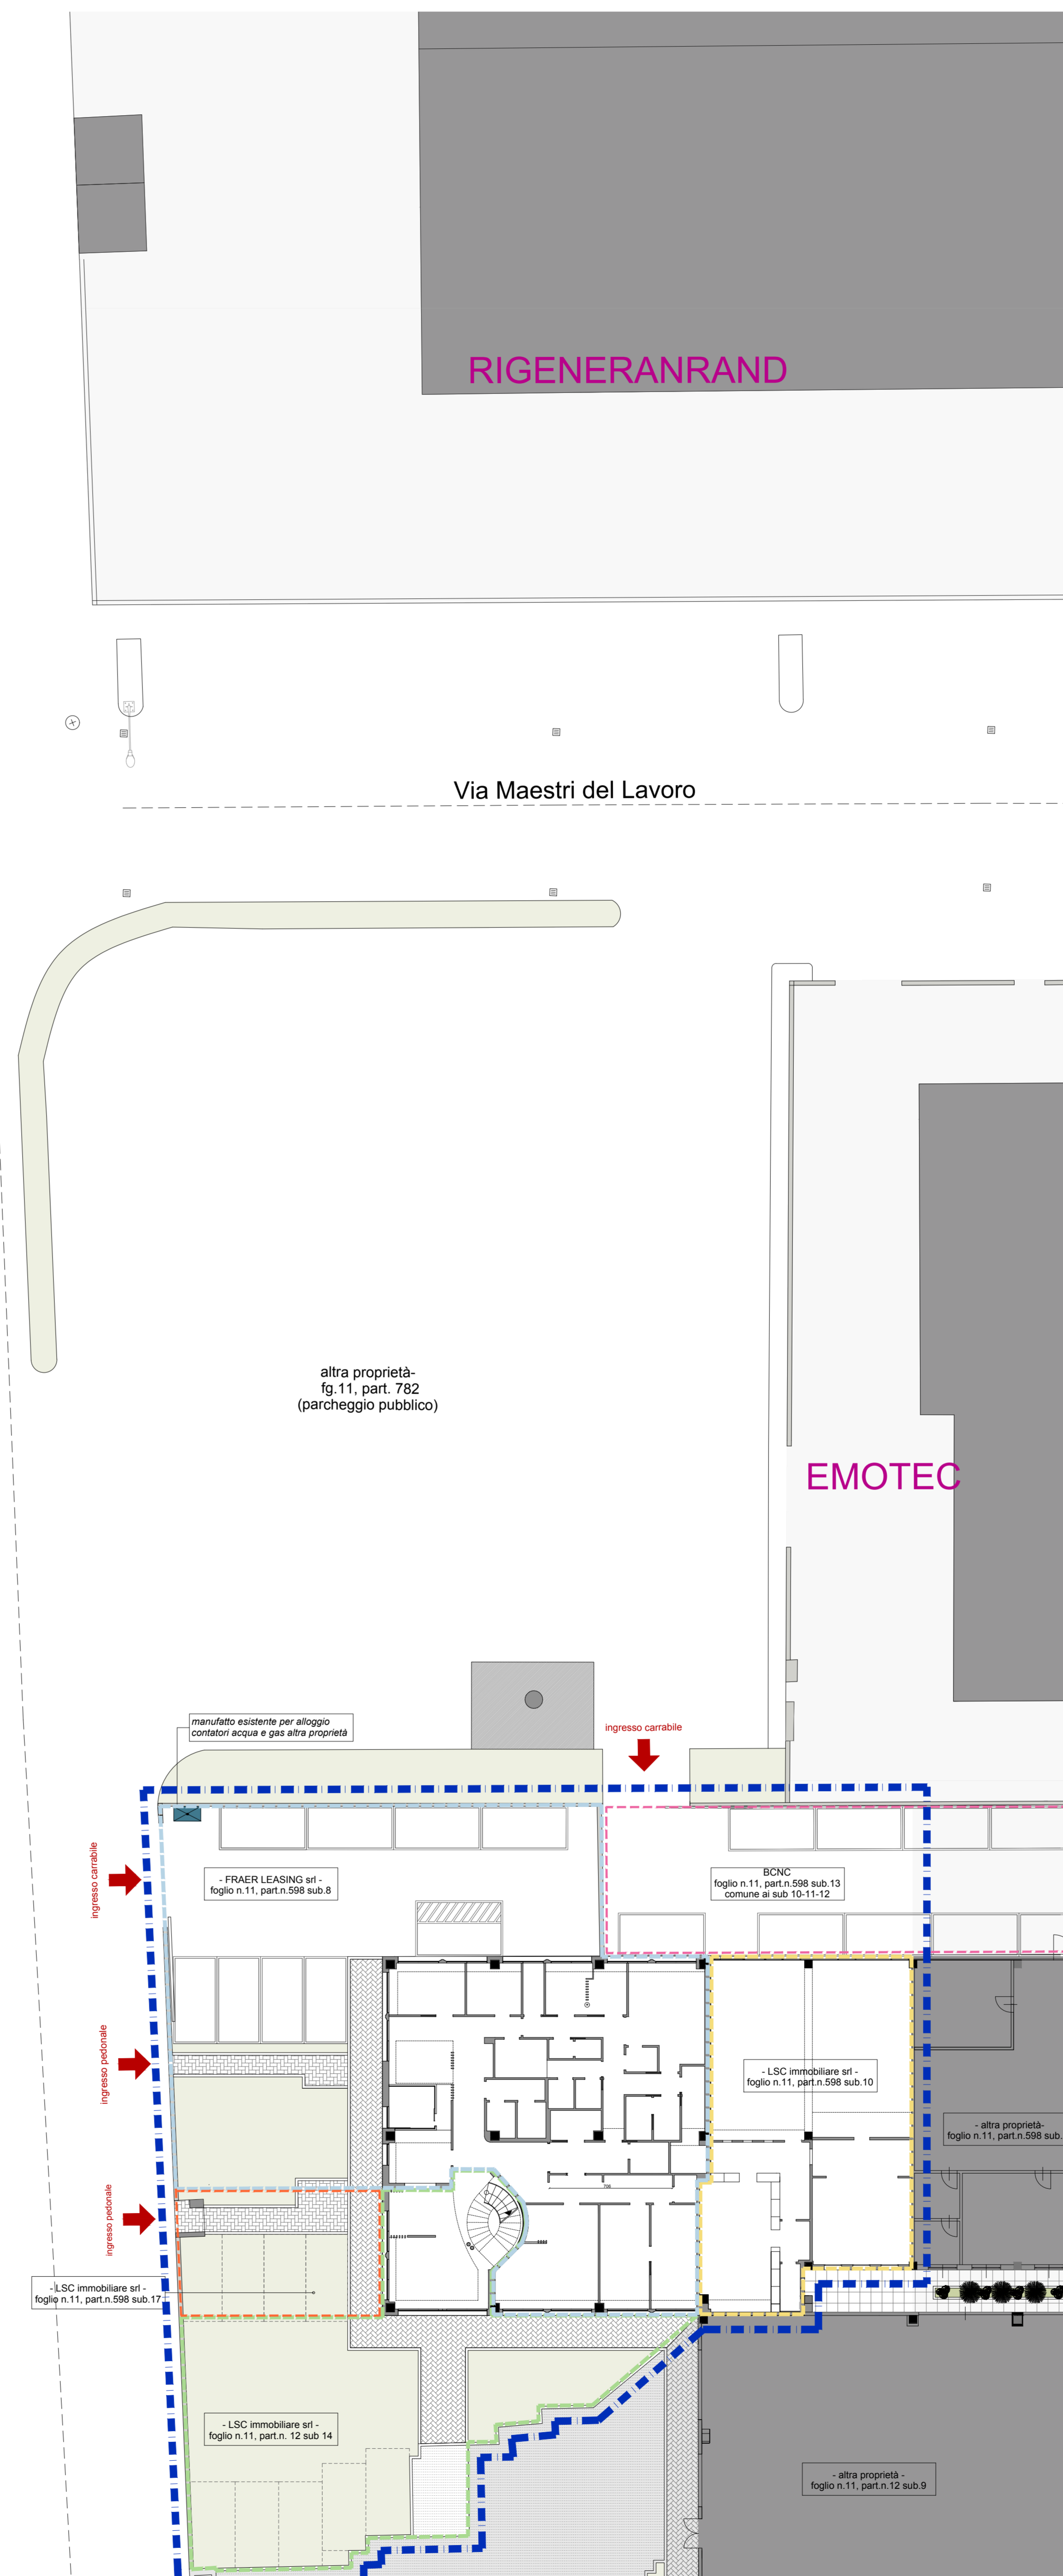 RIGENERANRAND
Via Maestri del Lavoro
altra proprietà-
fg.11, part. 782
(parcheggio pubblico)
EMOTEC
manufatto esistente per alloggio
contatori acqua e gas altra proprietà
ingresso carrabile
ingresso carrabile
- FRAER LEASING srl -
foglio n.11, part.n.598 sub.8
BCNC
foglio n.11, part.n.598 sub.13
comune ai sub 10-11-12
ingresso pedonale
- LSC immobiliare srl -
foglio n.11, part.n.598 sub.10
- altra proprietà-
foglio n.11, part.n.598 sub.
ingresso pedonale
706
- LSC immobiliare srl -
foglio n.11, part.n.598 sub.17
- LSC immobiliare srl -
foglio n.11, part.n. 12 sub 14
- altra proprietà -
foglio n.11, part.n.12 sub.9